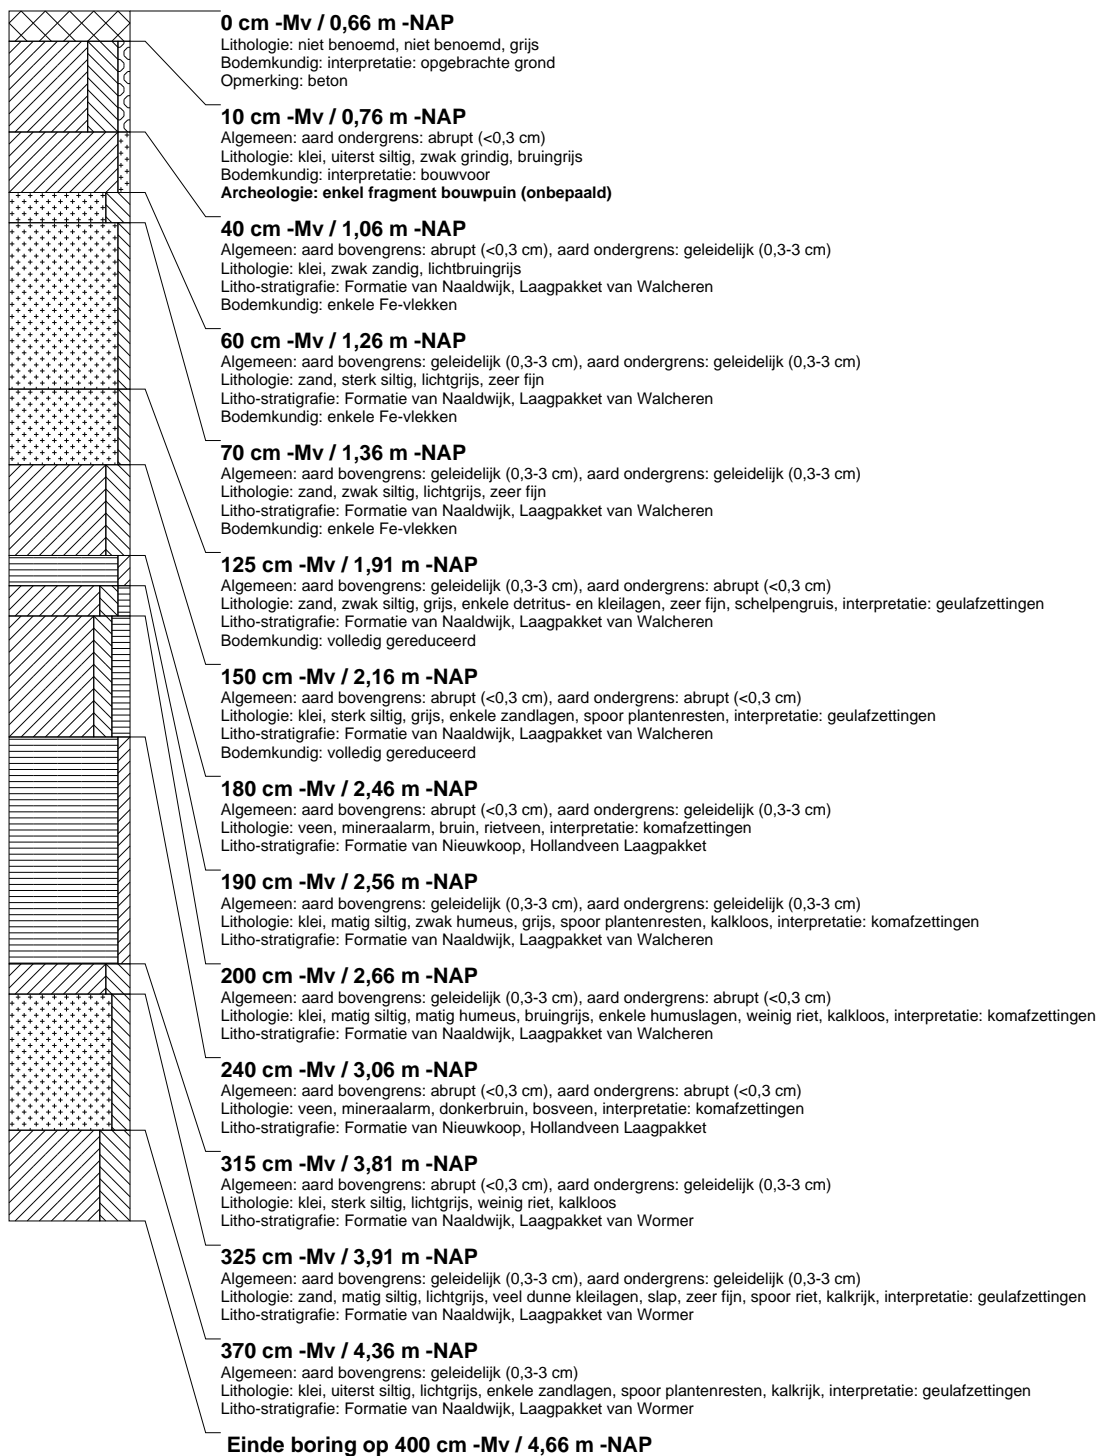 0 cm -Mv / 0,66 m -NAP
Lithologie: niet benoemd, niet benoemd, grijs
Bodemkundig: interpretatie: opgebrachte grond
Opmerking: beton
10 cm -Mv / 0,76 m -NAP
Algemeen: aard ondergrens: abrupt (<0,3 cm)
Lithologie: klei, uiterst siltig, zwak grindig, bruingrijs
Bodemkundig: interpretatie: bouwvoor
Archeologie: enkel fragment bouwpuin (onbepaald)
40 cm -Mv / 1,06 m -NAP
Algemeen: aard bovengrens: abrupt (<0,3 cm), aard ondergrens: geleidelijk (0,3-3 cm)
Lithologie: klei, zwak zandig, lichtbruingrijs
Litho-stratigrafie: Formatie van Naaldwijk, Laagpakket van Walcheren
Bodemkundig: enkele Fe-vlekken
60 cm -Mv / 1,26 m -NAP
Algemeen: aard bovengrens: geleidelijk (0,3-3 cm), aard ondergrens: geleidelijk (0,3-3 cm)
Lithologie: zand, sterk siltig, lichtgrijs, zeer fijn
Litho-stratigrafie: Formatie van Naaldwijk, Laagpakket van Walcheren
Bodemkundig: enkele Fe-vlekken
70 cm -Mv / 1,36 m -NAP
Algemeen: aard bovengrens: geleidelijk (0,3-3 cm), aard ondergrens: geleidelijk (0,3-3 cm)
Lithologie: zand, zwak siltig, lichtgrijs, zeer fijn
Litho-stratigrafie: Formatie van Naaldwijk, Laagpakket van Walcheren
Bodemkundig: enkele Fe-vlekken
125 cm -Mv / 1,91 m -NAP
Algemeen: aard bovengrens: geleidelijk (0,3-3 cm), aard ondergrens: abrupt (<0,3 cm)
Lithologie: zand, zwak siltig, grijs, enkele detritus- en kleilagen, zeer fijn, schelpengruis, interpretatie: geulafzettingen
Litho-stratigrafie: Formatie van Naaldwijk, Laagpakket van Walcheren
Bodemkundig: volledig gereduceerd
150 cm -Mv / 2,16 m -NAP
Algemeen: aard bovengrens: abrupt (<0,3 cm), aard ondergrens: abrupt (<0,3 cm)
Lithologie: klei, sterk siltig, grijs, enkele zandlagen, spoor plantenresten, interpretatie: geulafzettingen
Litho-stratigrafie: Formatie van Naaldwijk, Laagpakket van Walcheren
Bodemkundig: volledig gereduceerd
180 cm -Mv / 2,46 m -NAP
Algemeen: aard bovengrens: abrupt (<0,3 cm), aard ondergrens: geleidelijk (0,3-3 cm)
Lithologie: veen, mineraalarm, bruin, rietveen, interpretatie: komafzettingen
Litho-stratigrafie: Formatie van Nieuwkoop, Hollandveen Laagpakket
190 cm -Mv / 2,56 m -NAP
Algemeen: aard bovengrens: geleidelijk (0,3-3 cm), aard ondergrens: geleidelijk (0,3-3 cm)
Lithologie: klei, matig siltig, zwak humeus, grijs, spoor plantenresten, kalkloos, interpretatie: komafzettingen
Litho-stratigrafie: Formatie van Naaldwijk, Laagpakket van Walcheren
200 cm -Mv / 2,66 m -NAP
Algemeen: aard bovengrens: geleidelijk (0,3-3 cm), aard ondergrens: abrupt (<0,3 cm)
Lithologie: klei, matig siltig, matig humeus, bruingrijs, enkele humuslagen, weinig riet, kalkloos, interpretatie: komafzettingen
Litho-stratigrafie: Formatie van Naaldwijk, Laagpakket van Walcheren
240 cm -Mv / 3,06 m -NAP
Algemeen: aard bovengrens: abrupt (<0,3 cm), aard ondergrens: abrupt (<0,3 cm)
Lithologie: veen, mineraalarm, donkerbruin, bosveen, interpretatie: komafzettingen
Litho-stratigrafie: Formatie van Nieuwkoop, Hollandveen Laagpakket
315 cm -Mv / 3,81 m -NAP
Algemeen: aard bovengrens: abrupt (<0,3 cm), aard ondergrens: geleidelijk (0,3-3 cm)
Lithologie: klei, sterk siltig, lichtgrijs, weinig riet, kalkloos
Litho-stratigrafie: Formatie van Naaldwijk, Laagpakket van Wormer
325 cm -Mv / 3,91 m -NAP
Algemeen: aard bovengrens: geleidelijk (0,3-3 cm), aard ondergrens: geleidelijk (0,3-3 cm)
Lithologie: zand, matig siltig, lichtgrijs, veel dunne kleilagen, slap, zeer fijn, spoor riet, kalkrijk, interpretatie: geulafzettingen
Litho-stratigrafie: Formatie van Naaldwijk, Laagpakket van Wormer
370 cm -Mv / 4,36 m -NAP
Algemeen: aard bovengrens: geleidelijk (0,3-3 cm)
Lithologie: klei, uiterst siltig, lichtgrijs, enkele zandlagen, spoor plantenresten, kalkrijk, interpretatie: geulafzettingen
Litho-stratigrafie: Formatie van Naaldwijk, Laagpakket van Wormer
Einde boring op 400 cm -Mv / 4,66 m -NAP